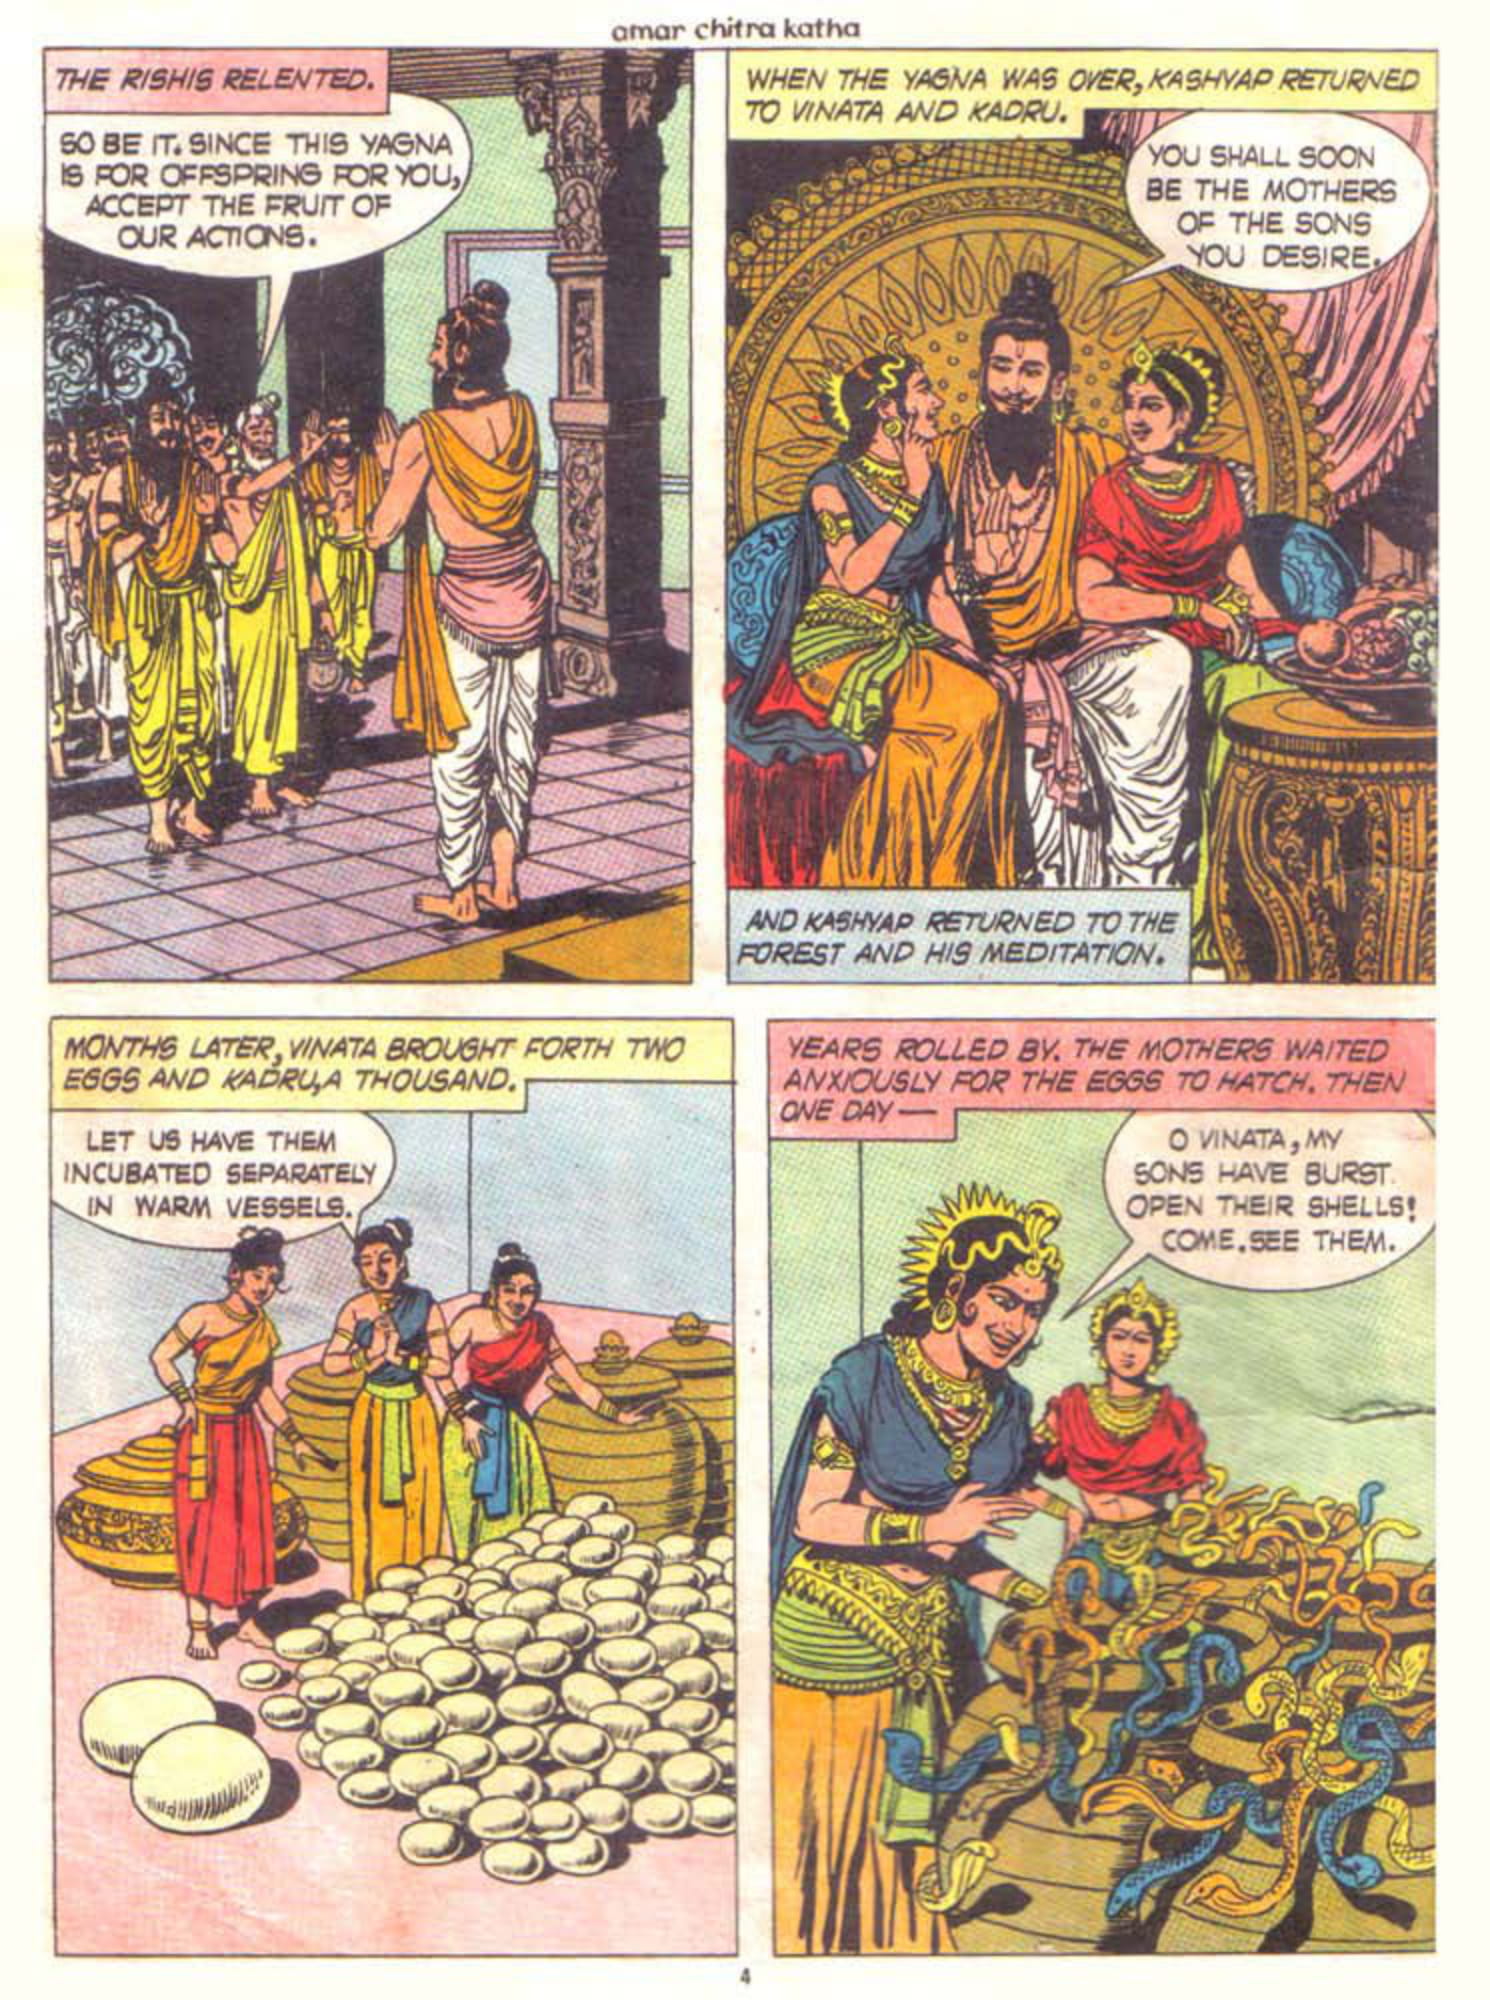 amar chitra katha
THE RISHIS RELENTED.
SO BE IT. SINCE THIS YAGNA
IS FOR OFFSPRING FOR YOU,
ACCEPT THE FRUIT OF
OUR ACTIONS.
WHEN THE YAGNA WAS OVER, KASHYAP RETURNED
TO VINATA AND KADRU.
YOU SHALL SOON
BE THE MOTHERS
OF THE SONS
YOU DESIRE.
AND KASHYAP RETURNED TO THE
FOREST AND HIS MEDITATION.
MONTHS LATER, VINATA BROUGHT FORTH TWO
EGGS AND KADRU, A THOUSAND.
LET US HAVE THEM
INCUBATED SEPARATELY
IN WARM VESSELS.
YEARS ROLLED BY. THE MOTHERS WAITED
ANXIOUSLY FOR THE EGGS TO HATCH. THEN
ONE DAY —
O VINATA, MY
SONS HAVE BURST
OPEN THEIR SHELLS!
COME. SEE THEM.
4